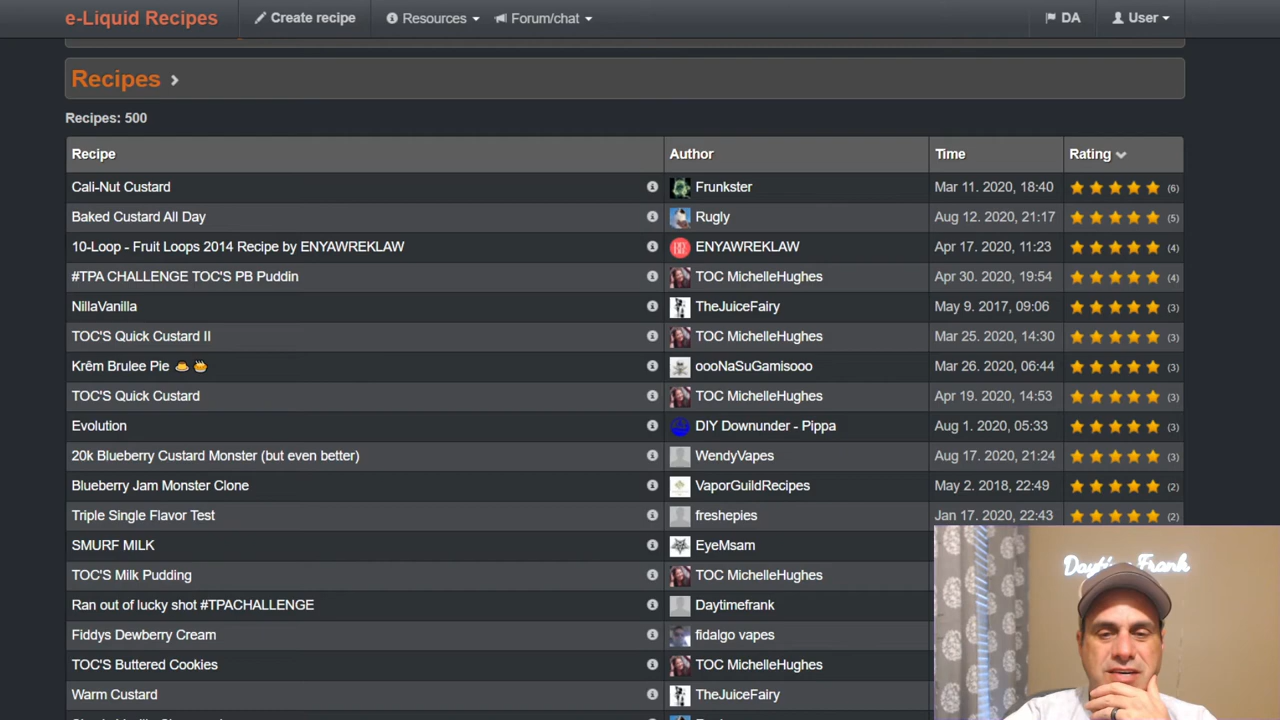 e-Liquid Recipes Create recipe Resources Forum/chat DA User
Recipes
Recipes: 500
Recipe Author Time Rating
Cali-Nut Custard Frunkster Mar 11. 2020, 18:40 (6)
Baked Custard All Day Rugly Aug 12. 2020, 21:17 (5)
10-Loop - Fruit Loops 2014 Recipe by ENYAWREKLAW ENYAWREKLAW Apr 17. 2020, 11:23 (4)
#TPA CHALLENGE TOC'S PB Puddin TOC MichelleHughes Apr 30. 2020, 19:54 (4)
NillaVanilla TheJuiceFairy May 9. 2017, 09:06 (3)
TOC'S Quick Custard II TOC MichelleHughes Mar 25. 2020, 14:30 (3)
Krêm Brulee Pie 🍮 🥧 oooNaSuGamisooo Mar 26. 2020, 06:44 (3)
TOC'S Quick Custard TOC MichelleHughes Apr 19. 2020, 14:53 (3)
Evolution DIY Downunder - Pippa Aug 1. 2020, 05:33 (3)
20k Blueberry Custard Monster (but even better) WendyVapes Aug 17. 2020, 21:24 (3)
Blueberry Jam Monster Clone VaporGuildRecipes May 2. 2018, 22:49 (2)
Triple Single Flavor Test freshepies Jan 17. 2020, 22:43 (2)
SMURF MILK EyeMsam
TOC'S Milk Pudding TOC MichelleHughes
Daytime Frank
Ran out of lucky shot #TPACHALLENGE Daytimefrank
Fiddys Dewberry Cream fidalgo vapes
TOC'S Buttered Cookies TOC MichelleHughes
Warm Custard TheJuiceFairy